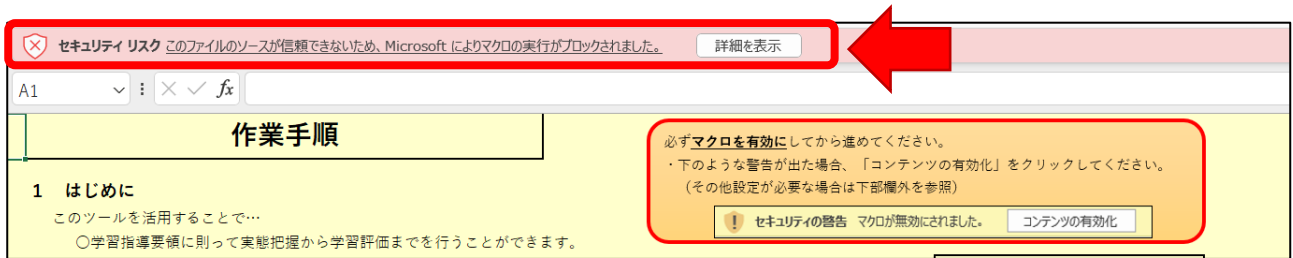 セキュリティ リスク このファイルのソースが信頼できないため、Microsoft によりマクロの実行がブロックされました。 詳細を表示
A1 fx
作業手順
必ずマクロを有効にしてから進めてください。
・下のような警告が出た場合、「コンテンツの有効化」をクリックしてください。
(その他設定が必要な場合は下部欄外を参照)
セキュリティの警告 マクロが無効にされました。 コンテンツの有効化
1 はじめに
このツールを活用することで…
〇学習指導要領に則って実態把握から学習評価までを行うことができます。